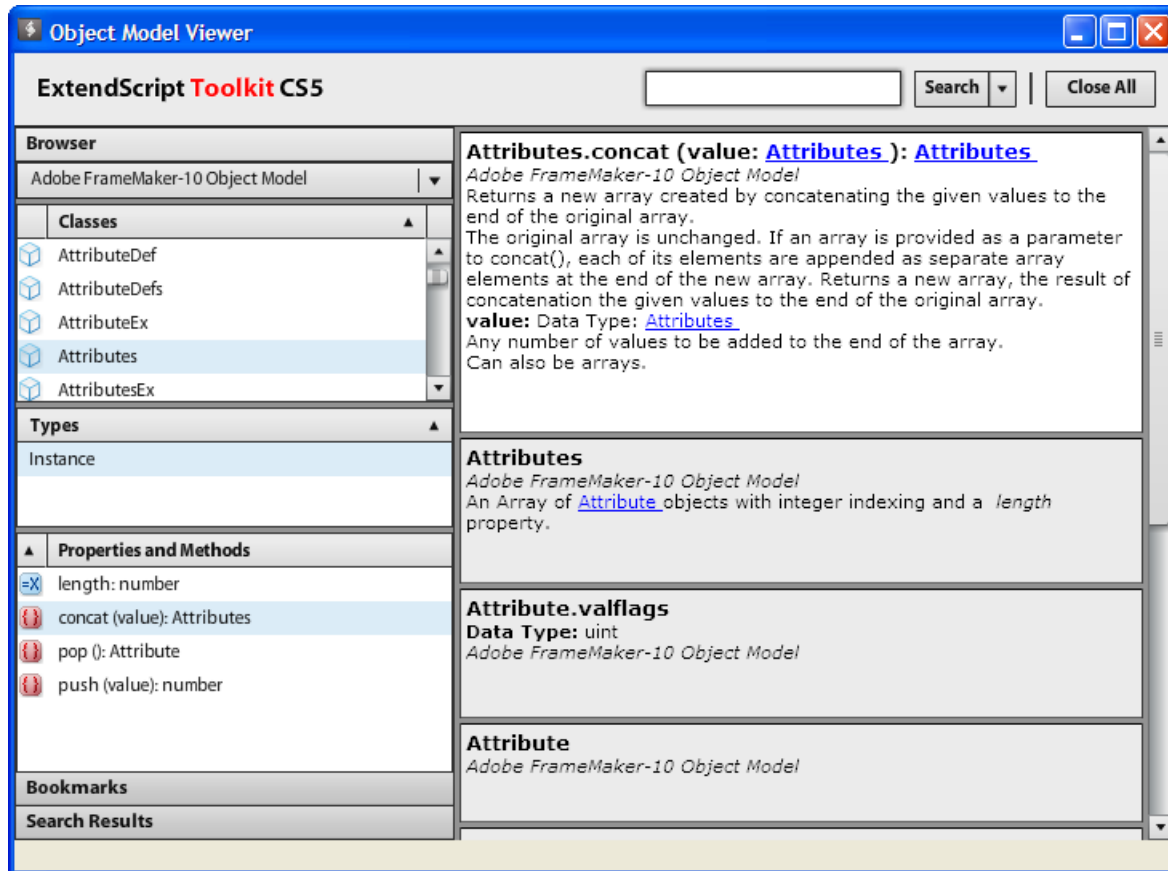 Object Model Viewer
ExtendScript Toolkit CS5
Search
Close All
Browser
Adobe FrameMaker-10 Object Model
Classes
AttributeDef
AttributeDefs
AttributeEx
Attributes
AttributesEx
Types
Instance
Properties and Methods
length: number
concat (value): Attributes
pop (): Attribute
push (value): number
Bookmarks
Search Results
Attributes.concat (value: Attributes ): Attributes
Adobe FrameMaker-10 Object Model
Returns a new array created by concatenating the given values to the
end of the original array.
The original array is unchanged. If an array is provided as a parameter
to concat(), each of its elements are appended as separate array
elements at the end of the new array. Returns a new array, the result of
concatenation the given values to the end of the original array.
value: Data Type: Attributes
Any number of values to be added to the end of the array.
Can also be arrays.
Attributes
Adobe FrameMaker-10 Object Model
An Array of Attribute objects with integer indexing and a length
property.
Attribute.valflags
Data Type: uint
Adobe FrameMaker-10 Object Model
Attribute
Adobe FrameMaker-10 Object Model